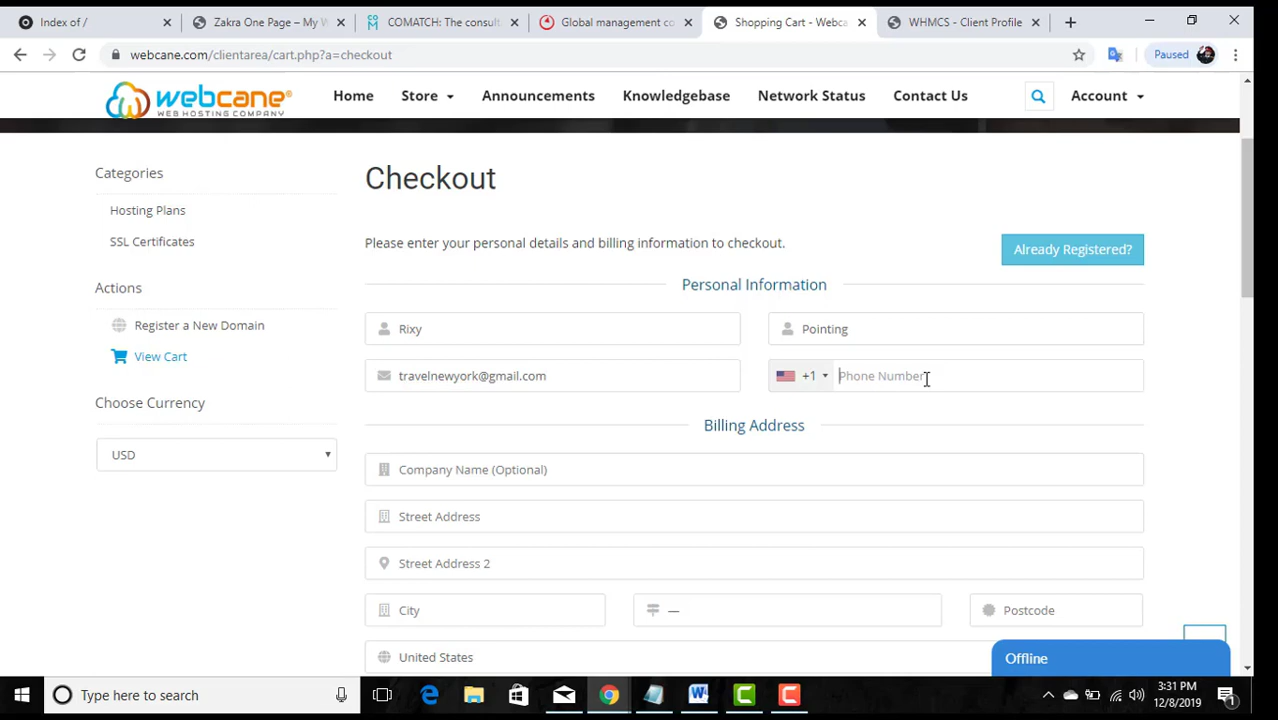 Index of /
Zakra One Page – My W
COMATCH: The consult
Global management co
Shopping Cart - Webca
WHMCS - Client Profile
webcane.com/clientarea/cart.php?a=checkout
Paused
webcane®
WEB HOSTING COMPANY
Home
Store
Announcements
Knowledgebase
Network Status
Contact Us
Account
Categories
Hosting Plans
SSL Certificates
Actions
Register a New Domain
View Cart
Choose Currency
USD
Checkout
Please enter your personal details and billing information to checkout.
Already Registered?
Personal Information
Rixy
Pointing
travelnewyork@gmail.com
+1
Phone Number
Billing Address
Company Name (Optional)
Street Address
Street Address 2
City
—
Postcode
United States
Offline
Type here to search
3:31 PM
12/8/2019